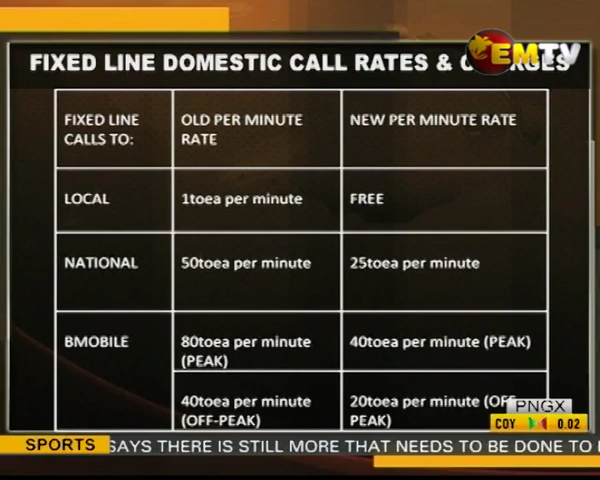 FIXED LINE DOMESTIC CALL RATES &
EMTV
FIXED LINE CALLS TO:
OLD PER MINUTE RATE
NEW PER MINUTE RATE
LOCAL
1toea per minute
FREE
NATIONAL
50toea per minute
25toea per minute
BMOBILE
80toea per minute (PEAK)
40toea per minute (PEAK)
40toea per minute (OFF-PEAK)
20toea per minute (OFF-PEAK)
PNGX
COY 0.02
SPORTS
SAYS THERE IS STILL MORE THAT NEEDS TO BE DONE TO